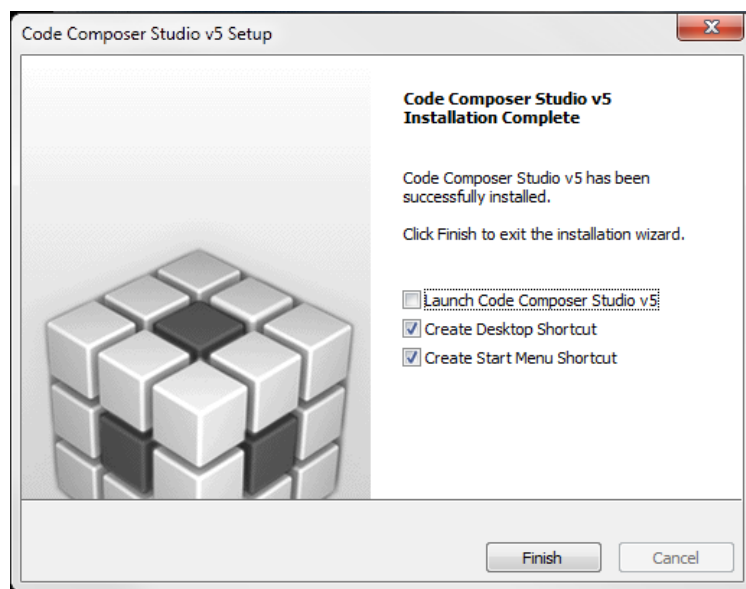 Code Composer Studio v5 Setup
Code Composer Studio v5
Installation Complete
Code Composer Studio v5 has been
successfully installed.
Click Finish to exit the installation wizard.
Launch Code Composer Studio v5
Create Desktop Shortcut
Create Start Menu Shortcut
Finish
Cancel